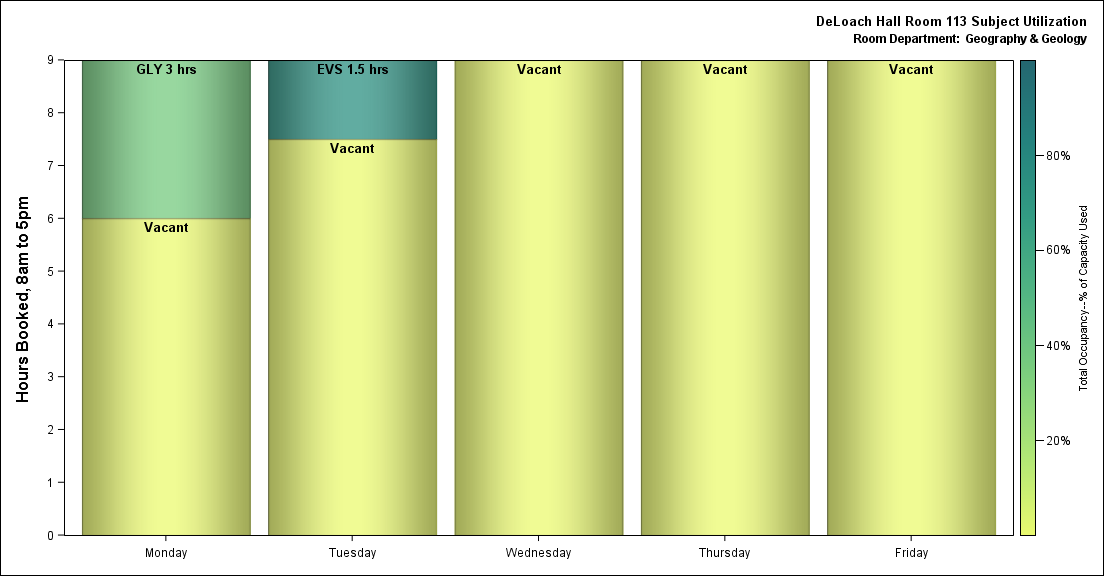 DeLoach Hall Room 113 Subject Utilization
Room Department: Geography & Geology
Hours Booked, 8am to 5pm
9
8
7
6
5
4
3
2
1
0
GLY 3 hrs
Vacant
EVS 1.5 hrs
Vacant
Vacant
Vacant
Vacant
Monday
Tuesday
Wednesday
Thursday
Friday
80%
60%
40%
20%
Total Occupancy--% of Capacity Used